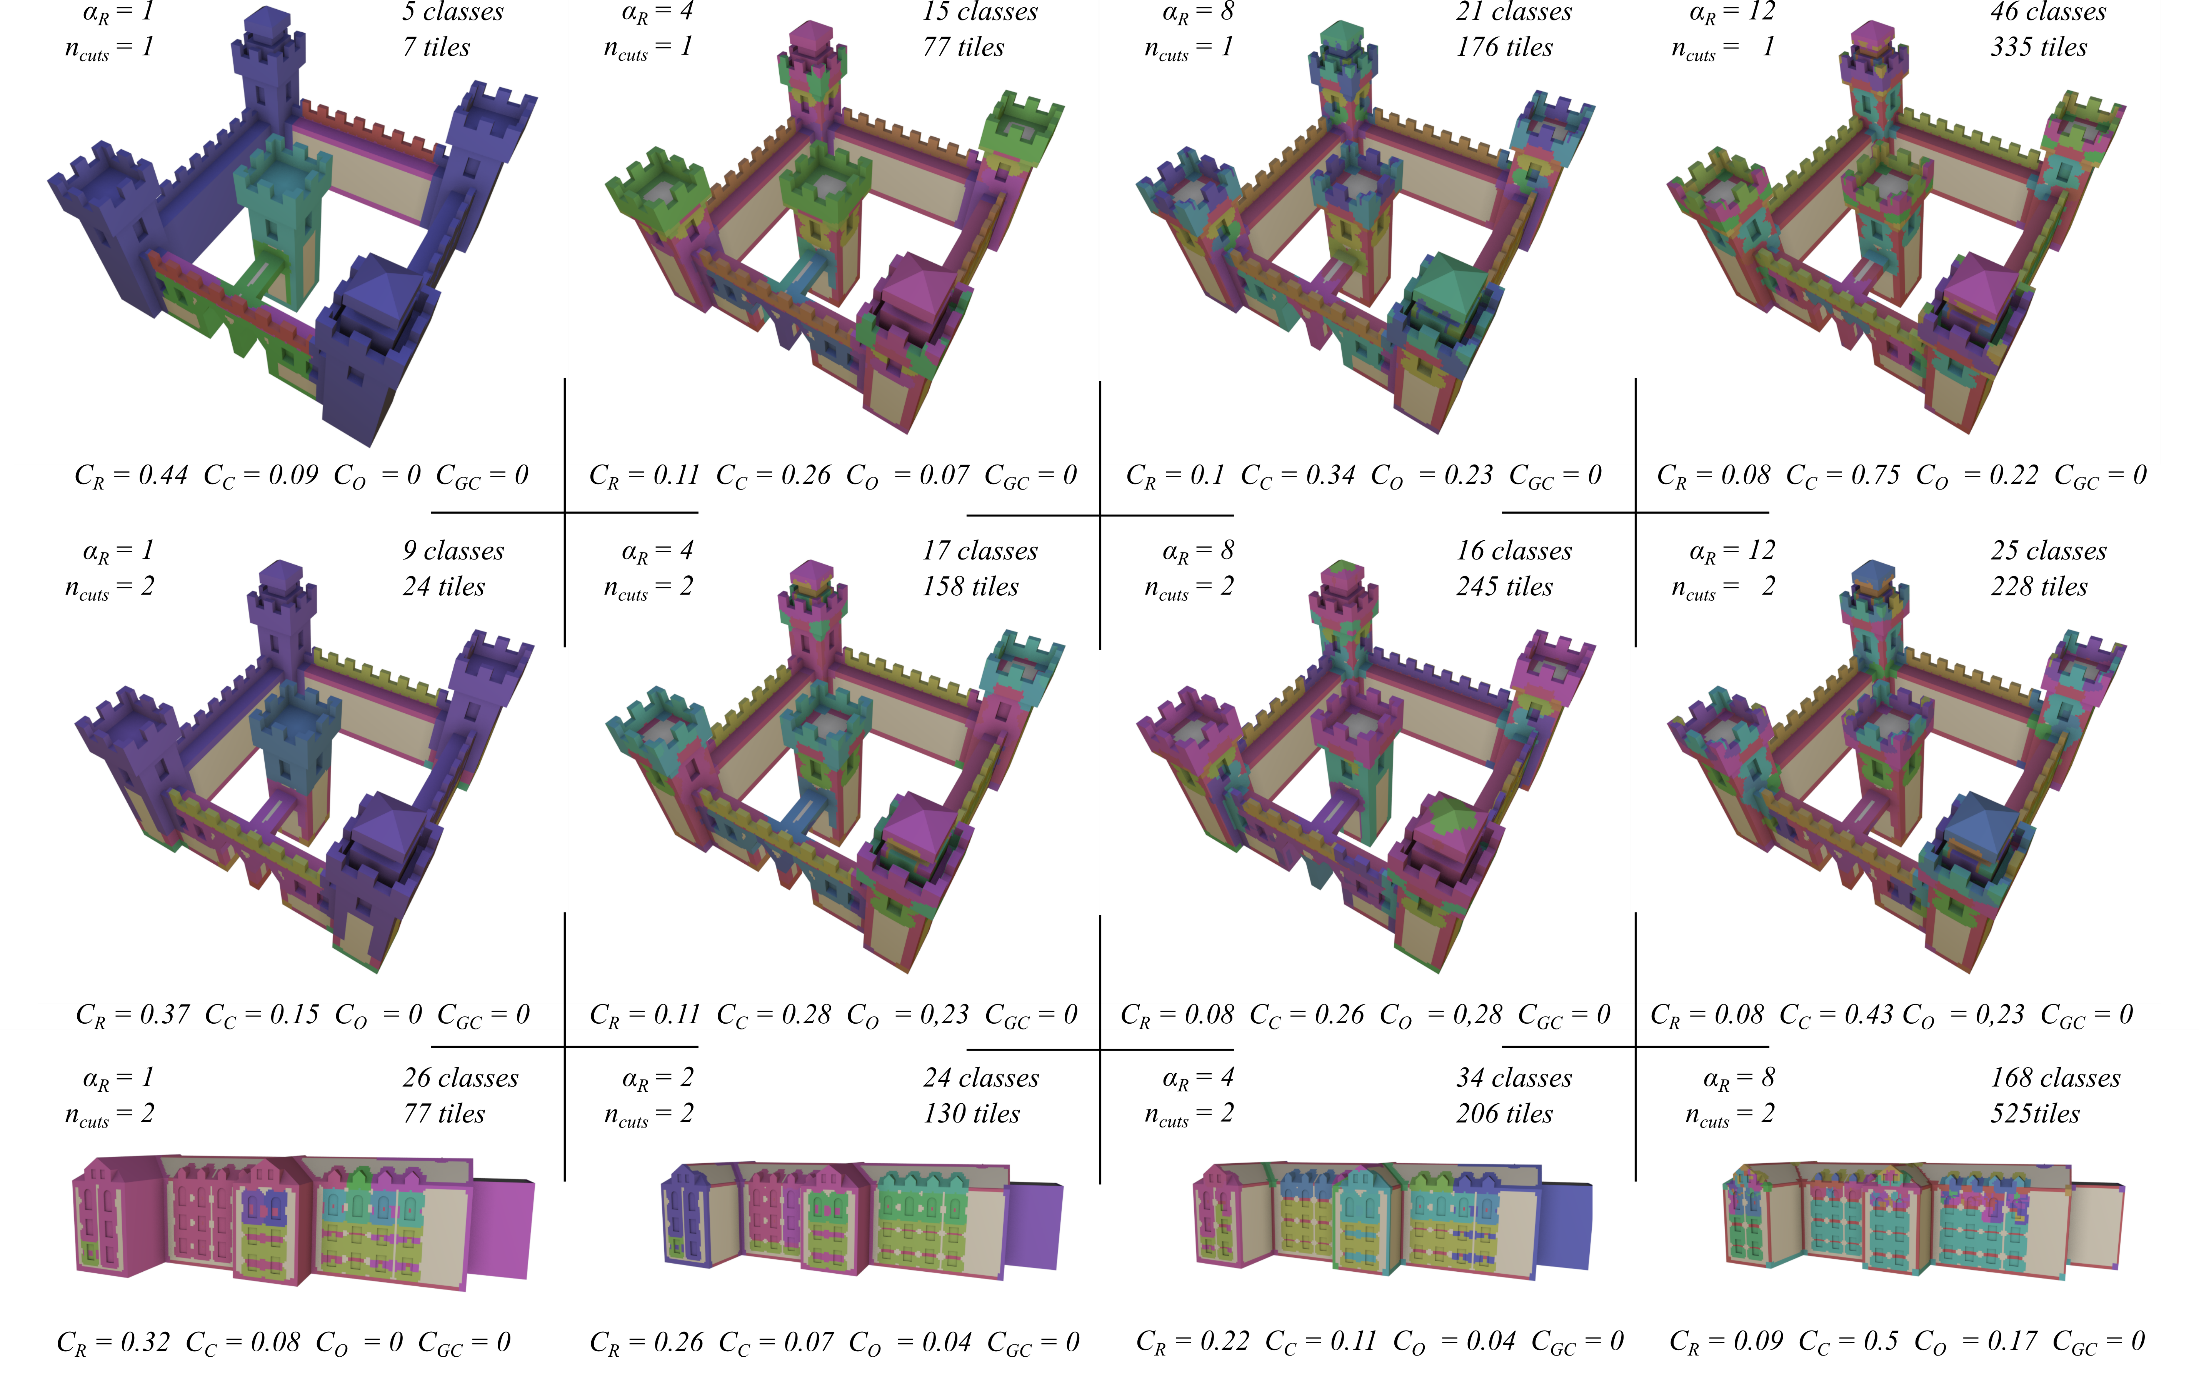 α_R = 1 5 classes α_R = 4 15 classes α_R = 8 21 classes α_R = 12 46 classes
n_cuts = 1 7 tiles n_cuts = 1 77 tiles n_cuts = 1 176 tiles n_cuts = 1 335 tiles
C_R = 0.44 C_C = 0.09 C_O = 0 C_GC = 0 C_R = 0.11 C_C = 0.26 C_O = 0.07 C_GC = 0 C_R = 0.1 C_C = 0.34 C_O = 0.23 C_GC = 0 C_R = 0.08 C_C = 0.75 C_O = 0.22 C_GC = 0
α_R = 1 9 classes α_R = 4 17 classes α_R = 8 16 classes α_R = 12 25 classes
n_cuts = 2 24 tiles n_cuts = 2 158 tiles n_cuts = 2 245 tiles n_cuts = 2 228 tiles
C_R = 0.37 C_C = 0.15 C_O = 0 C_GC = 0 C_R = 0.11 C_C = 0.28 C_O = 0,23 C_GC = 0 C_R = 0.08 C_C = 0.26 C_O = 0,28 C_GC = 0 C_R = 0.08 C_C = 0.43 C_O = 0,23 C_GC = 0
α_R = 1 26 classes α_R = 2 24 classes α_R = 4 34 classes α_R = 8 168 classes
n_cuts = 2 77 tiles n_cuts = 2 130 tiles n_cuts = 2 206 tiles n_cuts = 2 525tiles
C_R = 0.32 C_C = 0.08 C_O = 0 C_GC = 0 C_R = 0.26 C_C = 0.07 C_O = 0.04 C_GC = 0 C_R = 0.22 C_C = 0.11 C_O = 0.04 C_GC = 0 C_R = 0.09 C_C = 0.5 C_O = 0.17 C_GC = 0